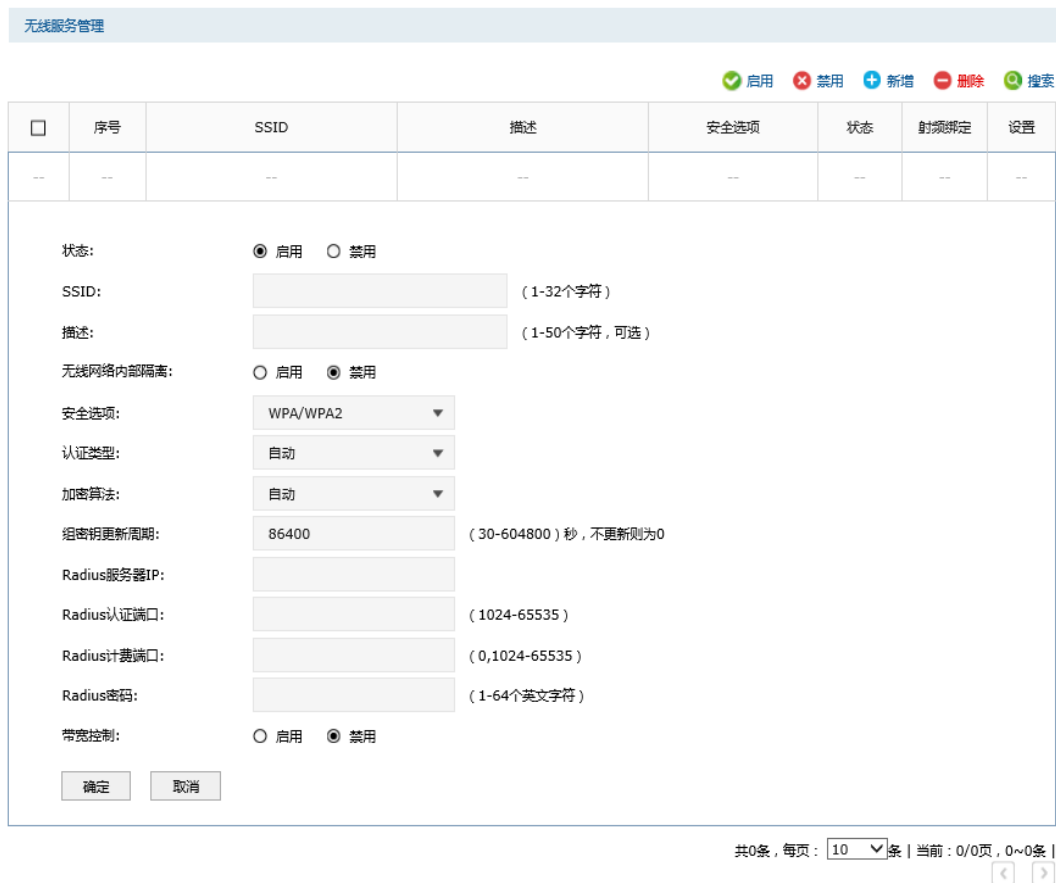 无线服务管理
启用 禁用 新增 删除 搜索
序号 SSID 描述 安全选项 状态 射频绑定 设置
-- -- -- -- -- -- -- --
状态: 启用 禁用
SSID: (1-32个字符)
描述: (1-50个字符,可选)
无线网络内部隔离: 启用 禁用
安全选项: WPA/WPA2
认证类型: 自动
加密算法: 自动
组密钥更新周期: 86400 (30-604800)秒,不更新则为0
Radius服务器IP:
Radius认证端口: (1024-65535)
Radius计费端口: (0,1024-65535)
Radius密码: (1-64个英文字符)
带宽控制: 启用 禁用
确定 取消
共0条,每页: 10 条 | 当前:0/0页,0~0条 |